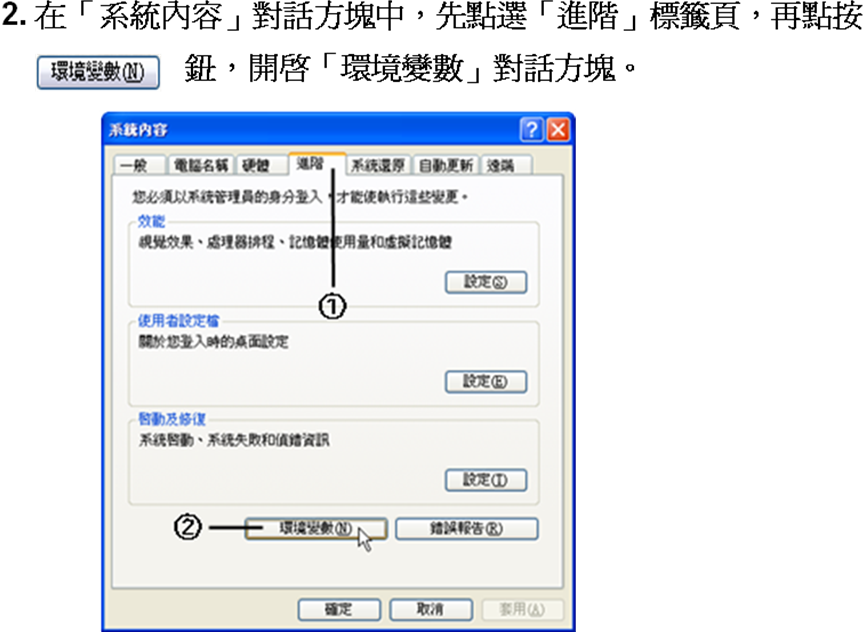 2. 在「系統內容」對話方塊中，先點選「進階」標籤頁，再點按
環境變數(N) 鈕，開啓「環境變數」對話方塊。
系統內容
一般 電腦名稱 硬體 進階 系統還原 自動更新 遠端
您必須以系統管理員的身分登入，才能使執行這些變更。
效能
視覺效果、處理器排程、記憶體使用量和虛擬記憶體
設定(S)
①
使用者設定檔
關於您登入時的桌面設定
設定(E)
啓動及修復
系統啓動、系統失敗和偵錯資訊
設定(T)
② 環境變數(N) 錯誤報告(R)
確定 取消 套用(A)